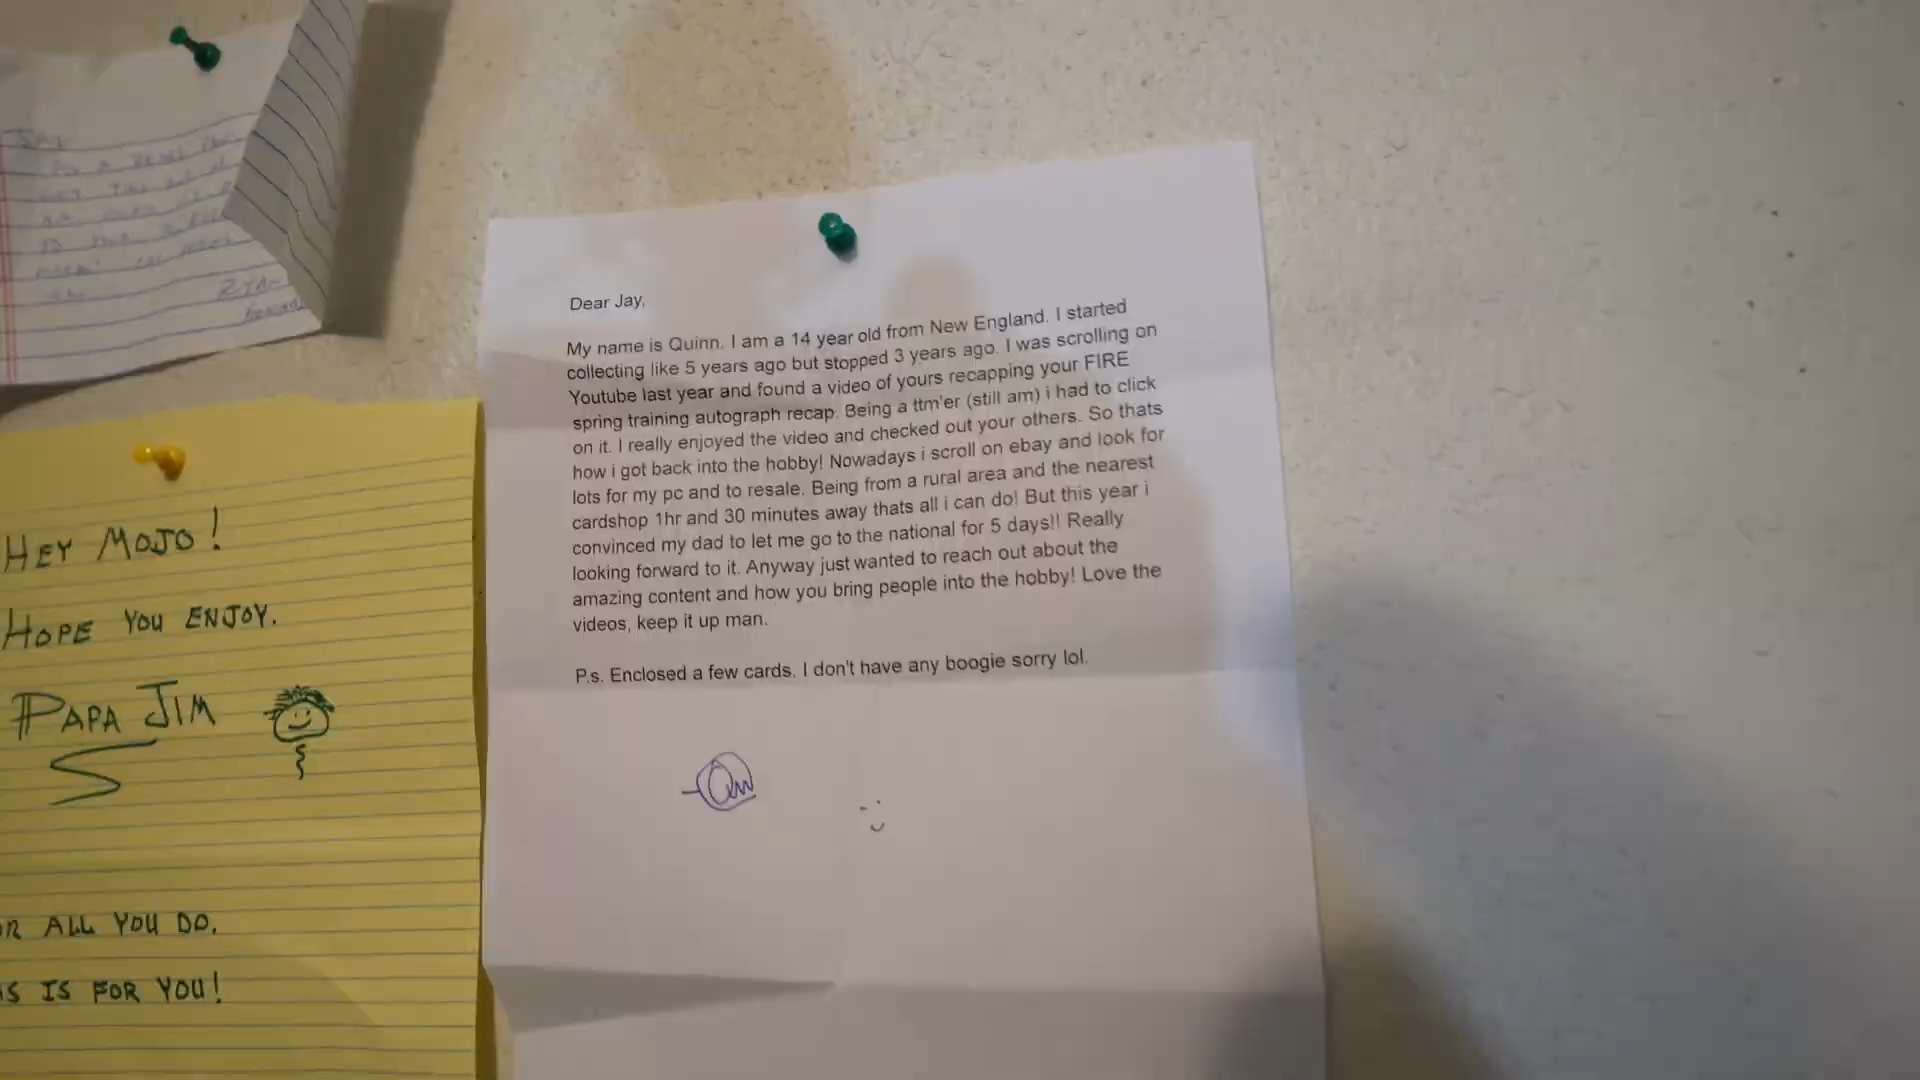 Dear Jay,
My name is Quinn. I am a 14 year old from New England. I started
collecting like 5 years ago but stopped 3 years ago. I was scrolling on
Youtube last year and found a video of yours recapping your FIRE
spring training autograph recap. Being a ttm'er (still am) i had to click
on it. I really enjoyed the video and checked out your others. So thats
how i got back into the hobby! Nowadays i scroll on ebay and look for
lots for my pc and to resale. Being from a rural area and the nearest
cardshop 1hr and 30 minutes away thats all i can do! But this year i
convinced my dad to let me go to the national for 5 days!! Really
looking forward to it. Anyway just wanted to reach out about the
amazing content and how you bring people into the hobby! Love the
videos, keep it up man.
P.s. Enclosed a few cards. I don't have any boogie sorry lol.
HEY MOJO!
HOPE YOU ENJOY.
PAPA JIM
ALL YOU DO.
IS FOR YOU!